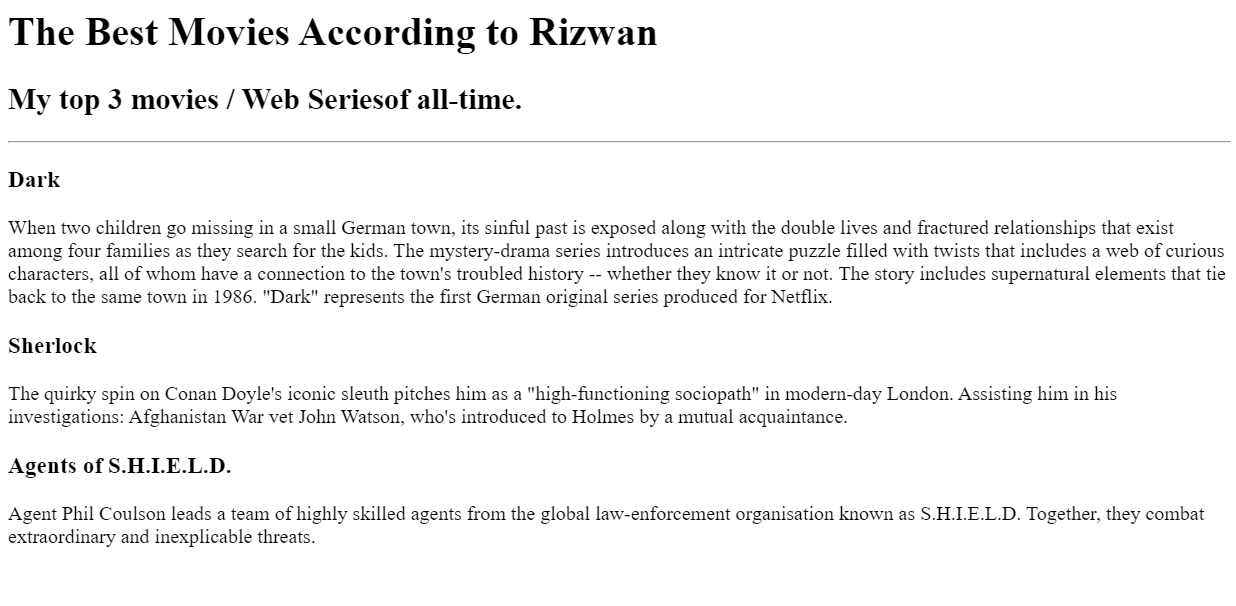 The Best Movies According to Rizwan
My top 3 movies / Web Seriesof all-time.
Dark
When two children go missing in a small German town, its sinful past is exposed along with the double lives and fractured relationships that exist
among four families as they search for the kids. The mystery-drama series introduces an intricate puzzle filled with twists that includes a web of curious
characters, all of whom have a connection to the town's troubled history -- whether they know it or not. The story includes supernatural elements that tie
back to the same town in 1986. "Dark" represents the first German original series produced for Netflix.
Sherlock
The quirky spin on Conan Doyle's iconic sleuth pitches him as a "high-functioning sociopath" in modern-day London. Assisting him in his
investigations: Afghanistan War vet John Watson, who's introduced to Holmes by a mutual acquaintance.
Agents of S.H.I.E.L.D.
Agent Phil Coulson leads a team of highly skilled agents from the global law-enforcement organisation known as S.H.I.E.L.D. Together, they combat
extraordinary and inexplicable threats.